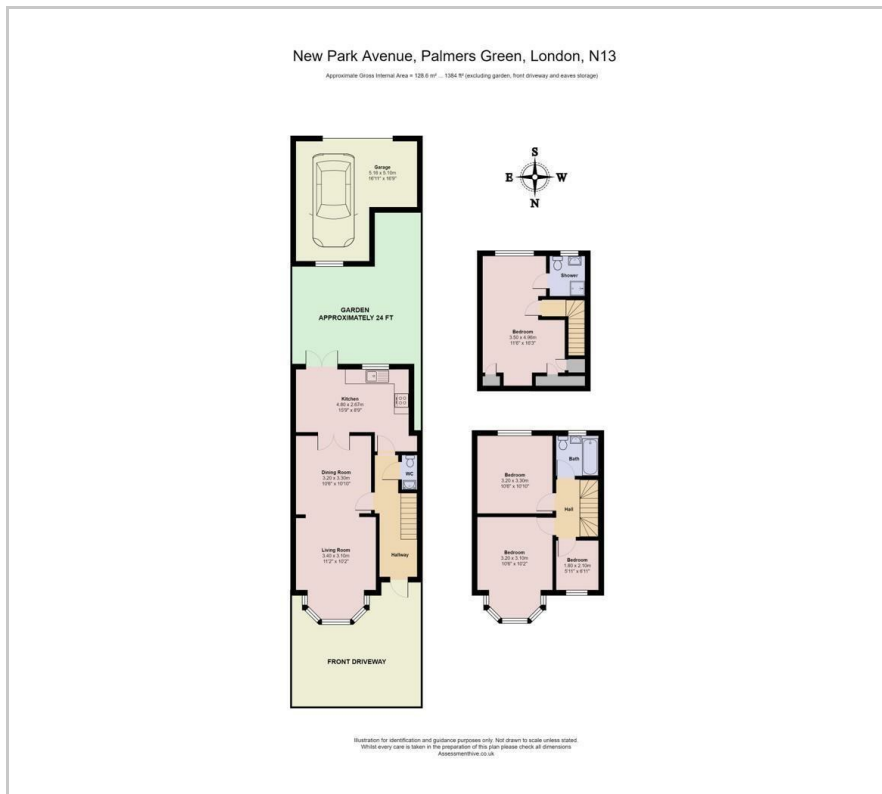 New Park Avenue, Palmers Green, London, N13
Approximate Gross Internal Area = 128.6 m² ... 1384 ft² (excluding garden, front driveway and eaves storage)
Garage
5.16 x 5.10m
16'11" x 16'9"
S
E W
N
GARDEN
APPROXIMATELY 24 FT
Shower
Bedroom
3.50 x 4.96m
11'6" x 16'3"
Kitchen
4.80 x 2.67m
15'9" x 8'9"
Dining Room
3.20 x 3.30m
10'6" x 10'10"
WC
Living Room
3.40 x 3.10m
11'2" x 10'2"
Hallway
FRONT DRIVEWAY
Bedroom
3.20 x 3.30m
10'6" x 10'10"
Bath
Hall
Bedroom
3.20 x 3.10m
10'6" x 10'2"
Bedroom
1.80 x 2.10m
5'11" x 6'11"
Illustration for identification and guidance purposes only. Not drawn to scale unless stated.
Whilst every care is taken in the preparation of this plan please check all dimensions
Assessmenthive.co.uk